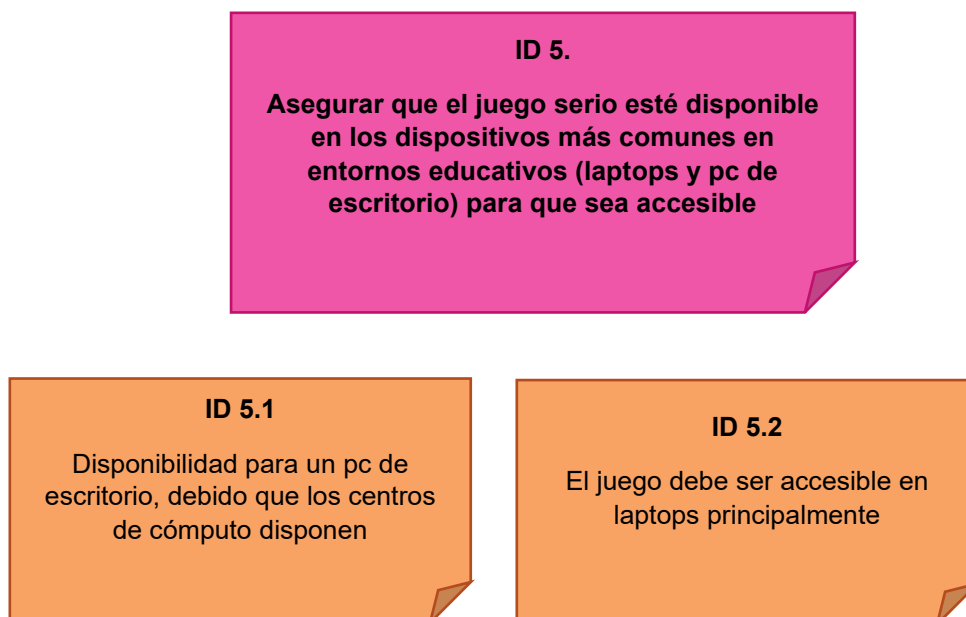 ID 5.
Asegurar que el juego serio esté disponible
en los dispositivos más comunes en
entornos educativos (laptops y pc de
escritorio) para que sea accesible
ID 5.1
Disponibilidad para un pc de
escritorio, debido que los centros
de cómputo disponen
ID 5.2
El juego debe ser accesible en
laptops principalmente